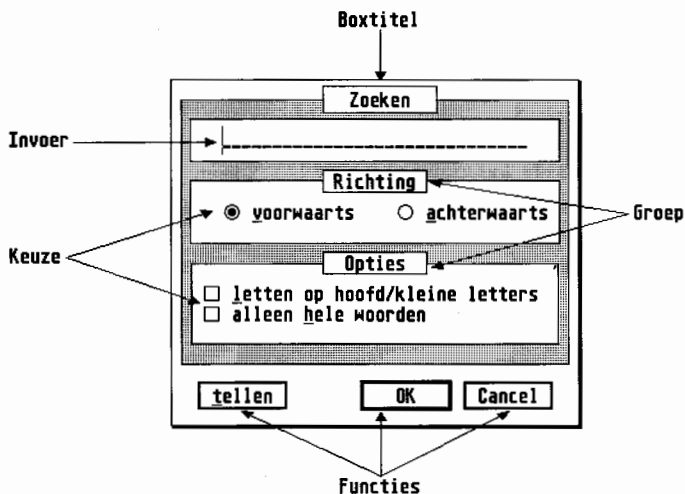 Boxtitel
Zoeken
Invoer
Richting
voorwaarts achterwaarts
Groep
Keuze
Opties
letten op hoofd/kleine letters
alleen hele woorden
tellen OK Cancel
Functies